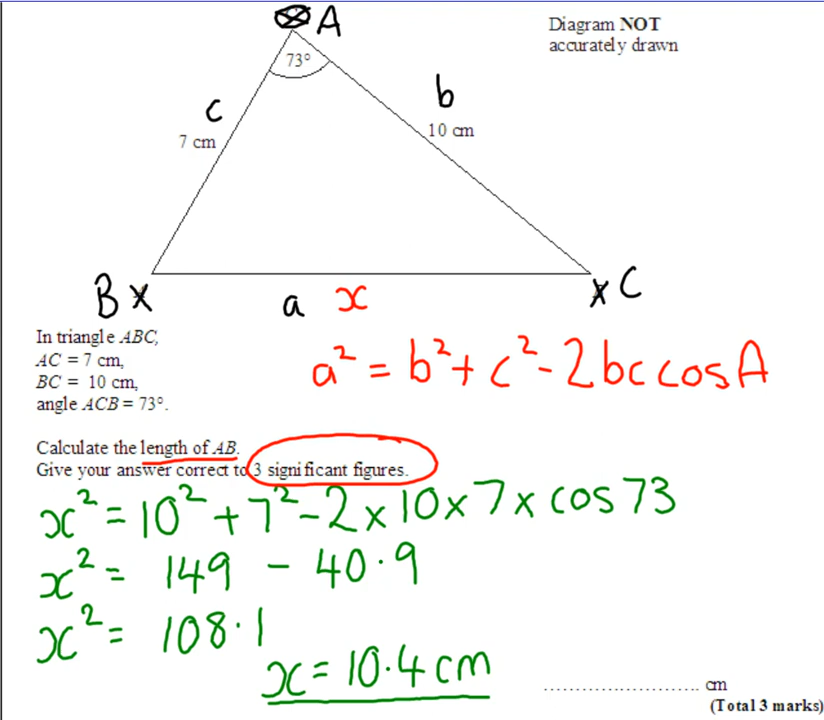 A
Diagram NOT
accurately drawn
73°
c
b
7 cm
10 cm
B
C
a x
In triangle ABC,
AC = 7 cm,
BC = 10 cm,
angle ACB = 73°.
a² = b² + c² - 2bc cos A
Calculate the length of AB.
Give your answer correct to 3 significant figures.
x² = 10² + 7² - 2 x 10 x 7 x cos 73
x² = 149 - 40.9
x² = 108.1
x = 10.4 cm
........................ cm
(Total 3 marks)